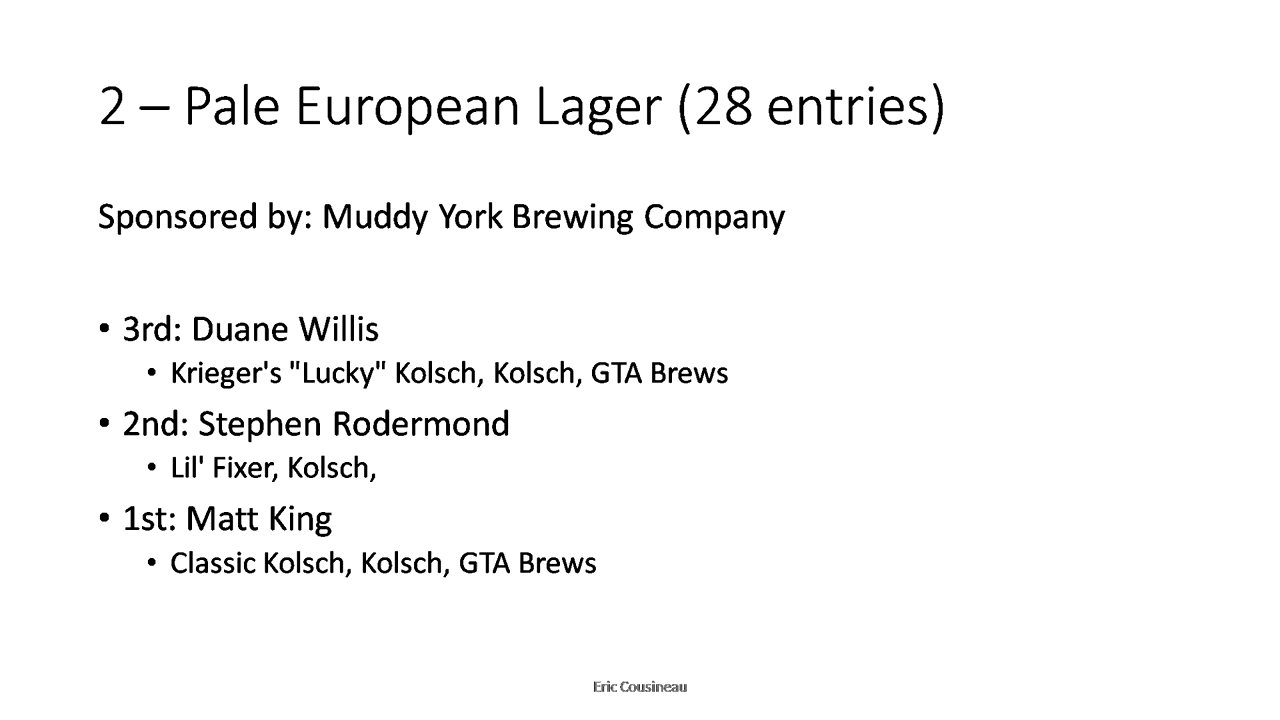 2 – Pale European Lager (28 entries)
Sponsored by: Muddy York Brewing Company
• 3rd: Duane Willis
• Krieger's "Lucky" Kolsch, Kolsch, GTA Brews
• 2nd: Stephen Rodermond
• Lil' Fixer, Kolsch,
• 1st: Matt King
• Classic Kolsch, Kolsch, GTA Brews
Eric Cousineau